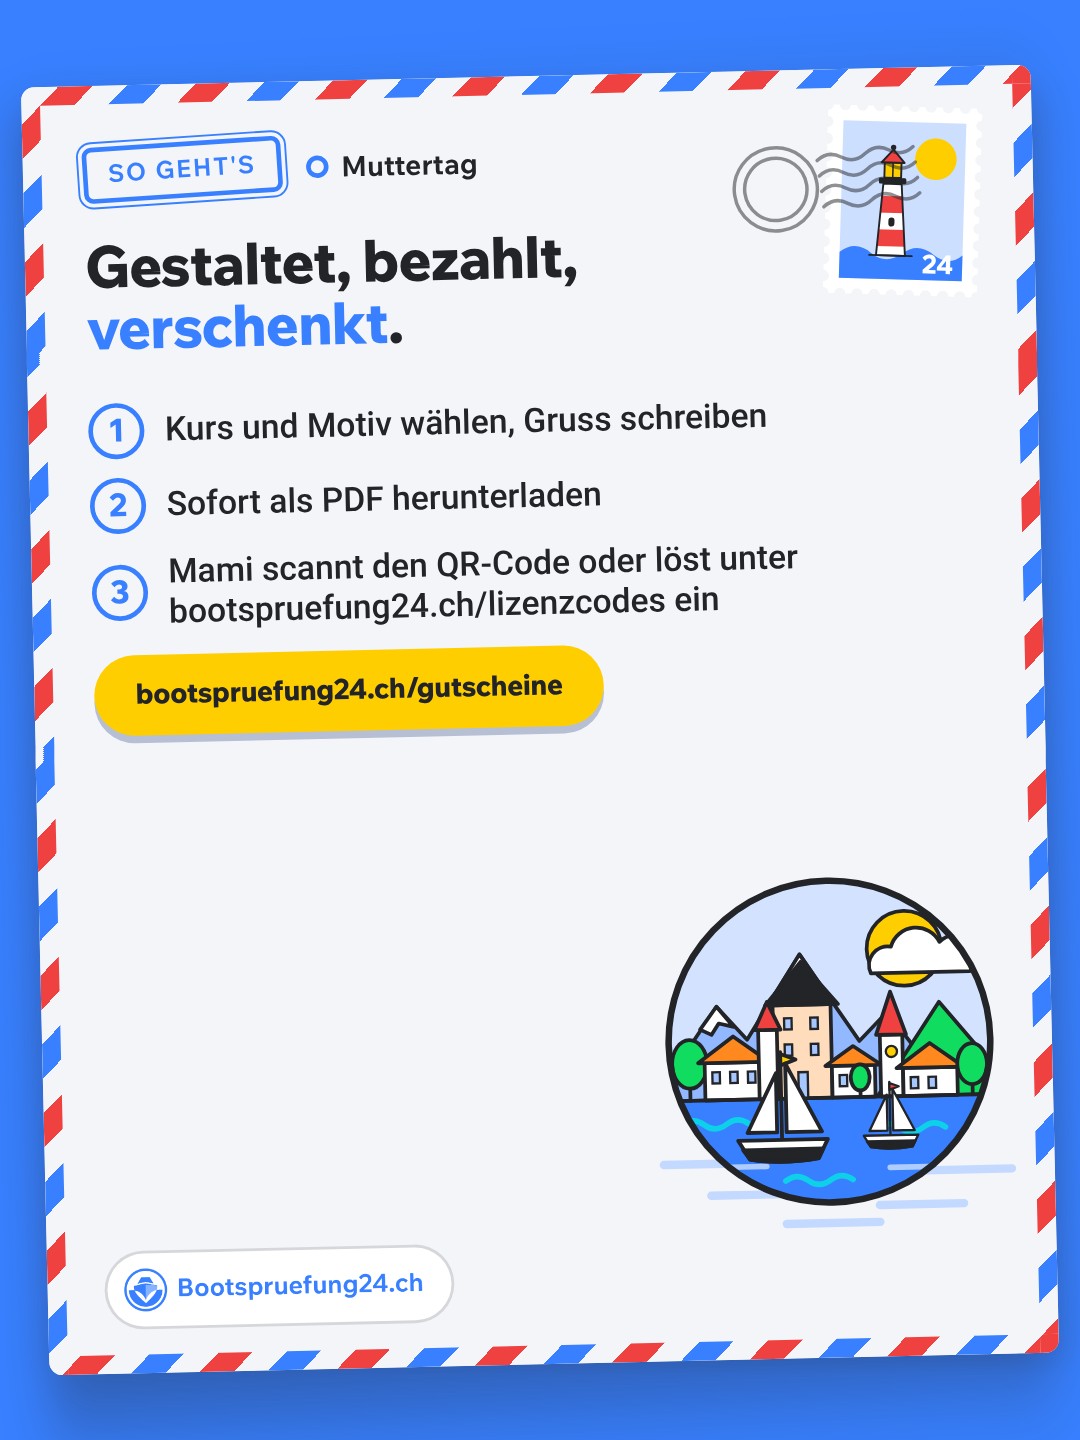 SO GEHT'S
Muttertag
24
Gestaltet, bezahlt,
verschenkt.
1 Kurs und Motiv wählen, Gruss schreiben
2 Sofort als PDF herunterladen
3 Mami scannt den QR-Code oder löst unter
bootspruefung24.ch/lizenzcodes ein
bootspruefung24.ch/gutscheine
Bootspruefung24.ch